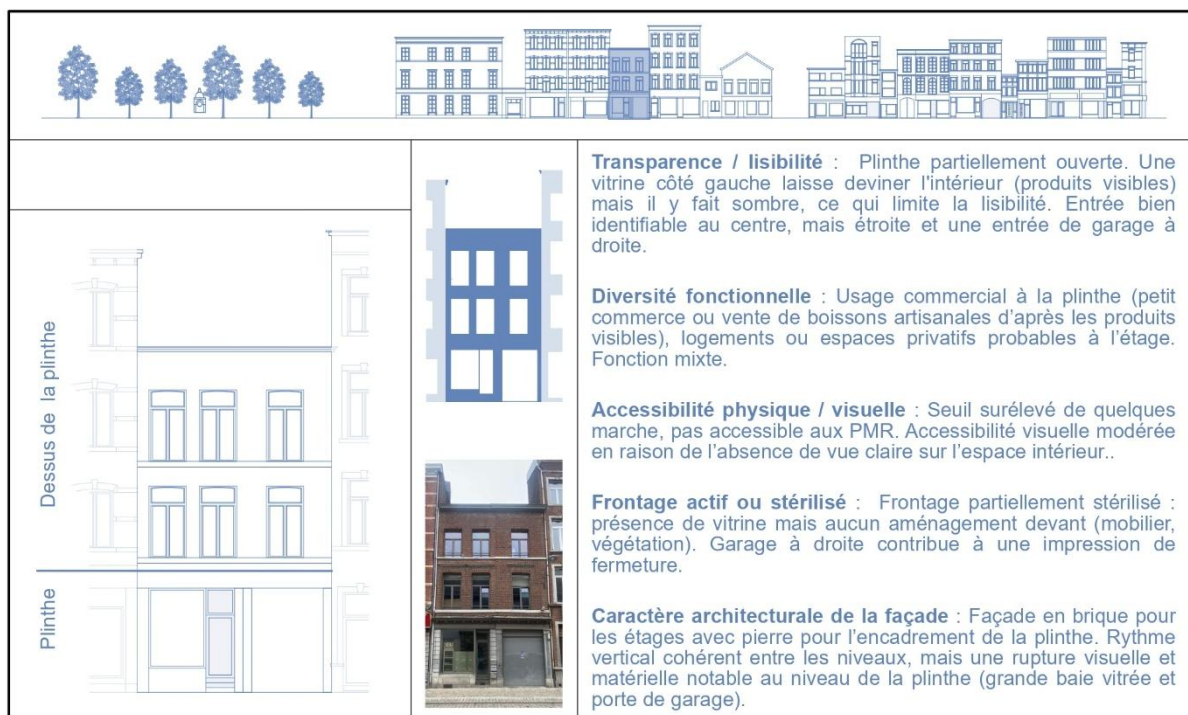 Dessus de la plinthe
Plinthe
Transparence / lisibilité : Plinthe partiellement ouverte. Une
vitrine côté gauche laisse deviner l'intérieur (produits visibles)
mais il y fait sombre, ce qui limite la lisibilité. Entrée bien
identifiable au centre, mais étroite et une entrée de garage à
droite.
Diversité fonctionnelle : Usage commercial à la plinthe (petit
commerce ou vente de boissons artisanales d’après les produits
visibles), logements ou espaces privatifs probables à l’étage.
Fonction mixte.
Accessibilité physique / visuelle : Seuil surélevé de quelques
marche, pas accessible aux PMR. Accessibilité visuelle modérée
en raison de l’absence de vue claire sur l’espace intérieur..
Frontage actif ou stérilisé : Frontage partiellement stérilisé :
présence de vitrine mais aucun aménagement devant (mobilier,
végétation). Garage à droite contribue à une impression de
fermeture.
Caractère architecturale de la façade : Façade en brique pour
les étages avec pierre pour l’encadrement de la plinthe. Rythme
vertical cohérent entre les niveaux, mais une rupture visuelle et
matérielle notable au niveau de la plinthe (grande baie vitrée et
porte de garage).